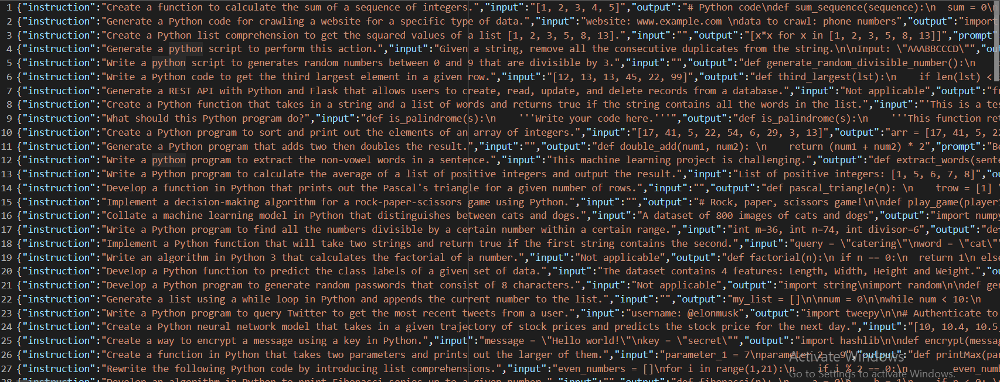 1 {"instruction":"Create a function to calculate the sum of a sequence of integers.","input":"[1, 2, 3, 4, 5]","output":"# Python code\ndef sum_sequence(sequence):\n  sum = 0\
2 {"instruction":"Generate a Python code for crawling a website for a specific type of data.","input":"website: www.example.com \ndata to crawl: phone numbers","output":"import
3 {"instruction":"Create a Python list comprehension to get the squared values of a list [1, 2, 3, 5, 8, 13].","input":"","output":"[x*x for x in [1, 2, 3, 5, 8, 13]]","prompt"
4 {"instruction":"Generate a python script to perform this action.","input":"Given a string, remove all the consecutive duplicates from the string.\n\nInput: \"AAABBCCCD\"","ou
5 {"instruction":"Write a python script to generates random numbers between 0 and 9 that are divisible by 3.","input":"","output":"def generate_random_divisible_number():\n
6 {"instruction":"Write a Python code to get the third largest element in a given row.","input":"[12, 13, 13, 45, 22, 99]","output":"def third_largest(lst):\n    if len(lst) <
7 {"instruction":"Generate a REST API with Python and Flask that allows users to create, read, update, and delete records from a database.","input":"Not applicable","output":"fr
8 {"instruction":"Create a Python function that takes in a string and a list of words and returns true if the string contains all the words in the list.","input":"'This is a te
9 {"instruction":"What should this Python program do?","input":"def is_palindrome(s):\n    '''Write your code here.'''","output":"def is_palindrome(s):\n    '''This function ret
10 {"instruction":"Create a Python program to sort and print out the elements of an array of integers.","input":"[17, 41, 5, 22, 54, 6, 29, 3, 13]","output":"arr = [17, 41, 5, 22
11 {"instruction":"Generate a Python program that adds two then doubles the result.","input":"","output":"def double_add(num1, num2): \n    return (num1 + num2) * 2","prompt":"Be
12 {"instruction":"Write a python program to extract the non-vowel words in a sentence.","input":"This machine learning project is challenging.","output":"def extract_words(sente
13 {"instruction":"Write a Python program to calculate the average of a list of positive integers and output the result.","input":"List of positive integers: [1, 5, 6, 7, 8]","o
14 {"instruction":"Develop a function in Python that prints out the Pascal's triangle for a given number of rows.","input":"","output":"def pascal_triangle(n): \n    trow = [1] \
15 {"instruction":"Implement a decision-making algorithm for a rock-paper-scissors game using Python.","input":"","output":"# Rock, paper, scissors game!\n\ndef play_game(player1
16 {"instruction":"Collate a machine learning model in Python that distinguishes between cats and dogs.","input":"A dataset of 800 images of cats and dogs","output":"import numpy
17 {"instruction":"Write a Python program to find all the numbers divisible by a certain number within a certain range.","input":"int m=36, int n=74, int divisor=6","output":"de
18 {"instruction":"Implement a Python function that will take two strings and return true if the first string contains the second.","input":"query = \"catering\"\nword = \"cat\"
19 {"instruction":"Write an algorithm in Python 3 that calculates the factorial of a number.","input":"Not applicable","output":"def factorial(n):\n if n == 0:\n  return 1\n else
20 {"instruction":"Develop a Python function to predict the class labels of a given set of data.","input":"The dataset contains 4 features: Length, Width, Height and Weight.","ou
21 {"instruction":"Develop a Python program to generate random passwords that consist of 8 characters.","input":"Not applicable","output":"import string\nimport random\n\ndef gen
22 {"instruction":"Generate a list using a while loop in Python and appends the current number to the list.","input":"","output":"my_list = []\n\nnum = 0\n\nwhile num < 10:\n
23 {"instruction":"Write a Python program to query Twitter to get the most recent tweets from a user.","input":"username: @elonmusk","output":"import tweepy\n\n# Authenticate to
24 {"instruction":"Create a Python neural network model that takes in a given trajectory of stock prices and predicts the stock price for the next day.","input":"[10, 10.4, 10.5
25 {"instruction":"Create a way to encrypt a message using a key in Python.","input":"message = \"Hello world!\"\nkey = \"secret\"","output":"import hashlib\n\ndef encrypt(messag
26 {"instruction":"Create a function in Python that takes two parameters and prints out the larger of them.","input":"parameter_1 = 7\nparameter_2 = 9","output":"def printMax(par
27 {"instruction":"Rewrite the following Python code by introducing list comprehensions.","input":"even_numbers = []\nfor i in range(1,21):\n    if i % 2 == 0:\n        even_numb
28 {"instruction":"Develop an algorithm in Python to print Fibonacci series up to a given number.","input":"","output":"def fibonacci(n): \n    a = 0\n    b = 1\n    if n < 0: \
Activate Windows
Go to Settings to activate Windows.